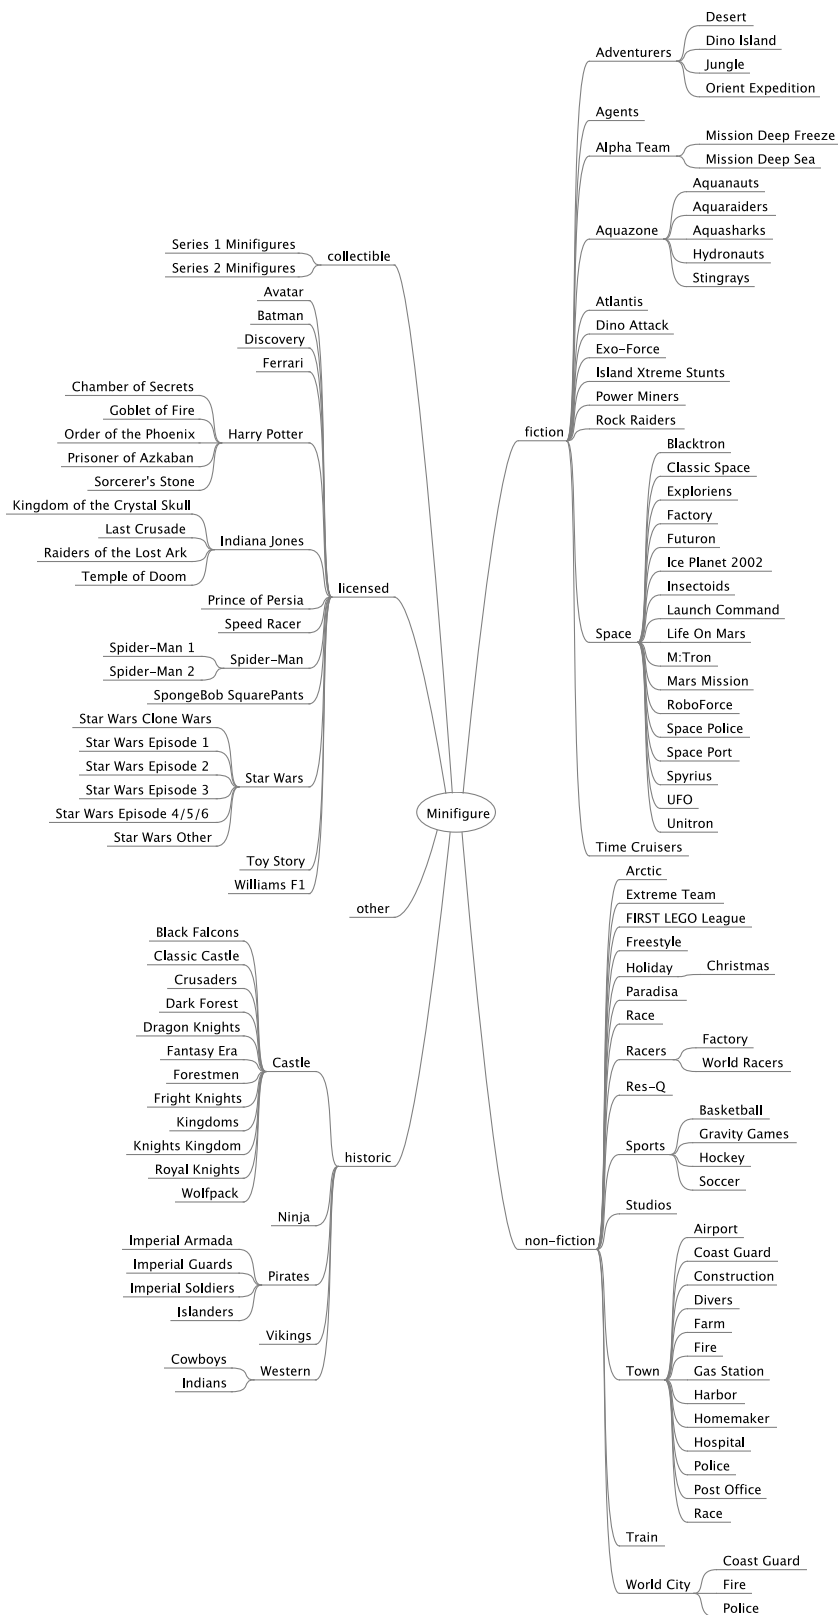 Minifigure
collectible
Series 1 Minifigures
Series 2 Minifigures
licensed
Avatar
Batman
Discovery
Ferrari
Harry Potter
Chamber of Secrets
Goblet of Fire
Order of the Phoenix
Prisoner of Azkaban
Sorcerer's Stone
Indiana Jones
Kingdom of the Crystal Skull
Last Crusade
Raiders of the Lost Ark
Temple of Doom
Prince of Persia
Speed Racer
Spider-Man
Spider-Man 1
Spider-Man 2
SpongeBob SquarePants
Star Wars
Star Wars Clone Wars
Star Wars Episode 1
Star Wars Episode 2
Star Wars Episode 3
Star Wars Episode 4/5/6
Star Wars Other
Toy Story
Williams F1
other
historic
Castle
Black Falcons
Classic Castle
Crusaders
Dark Forest
Dragon Knights
Fantasy Era
Forestmen
Fright Knights
Kingdoms
Knights Kingdom
Royal Knights
Wolfpack
Ninja
Pirates
Imperial Armada
Imperial Guards
Imperial Soldiers
Islanders
Vikings
Western
Cowboys
Indians
fiction
Adventurers
Desert
Dino Island
Jungle
Orient Expedition
Agents
Alpha Team
Mission Deep Freeze
Mission Deep Sea
Aquazone
Aquanauts
Aquaraiders
Aquasharks
Hydronauts
Stingrays
Atlantis
Dino Attack
Exo-Force
Island Xtreme Stunts
Power Miners
Rock Raiders
Space
Blacktron
Classic Space
Exploriens
Factory
Futuron
Ice Planet 2002
Insectoids
Launch Command
Life On Mars
M:Tron
Mars Mission
RoboForce
Space Police
Space Port
Spyrius
UFO
Unitron
Time Cruisers
non-fiction
Arctic
Extreme Team
FIRST LEGO League
Freestyle
Holiday
Christmas
Paradisa
Race
Racers
Factory
World Racers
Res-Q
Sports
Basketball
Gravity Games
Hockey
Soccer
Studios
Town
Airport
Coast Guard
Construction
Divers
Farm
Fire
Gas Station
Harbor
Homemaker
Hospital
Police
Post Office
Race
Train
World City
Coast Guard
Fire
Police